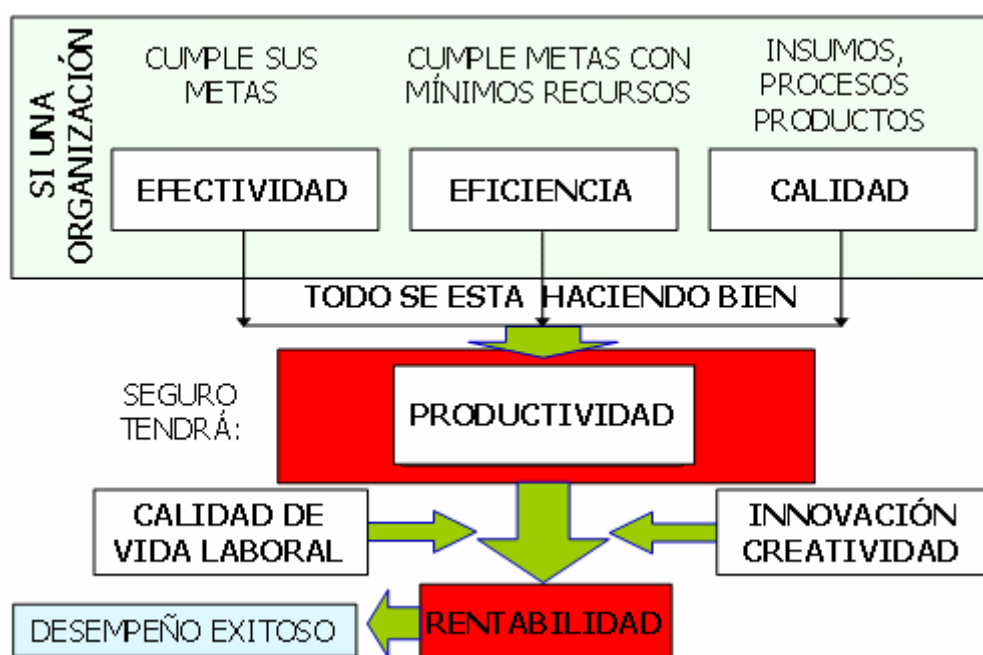 SI UNA
ORGANIZACIÓN
CUMPLE SUS
METAS
EFECTIVIDAD
CUMPLE METAS CON
MÍNIMOS RECURSOS
EFICIENCIA
INSUMOS,
PROCESOS
PRODUCTOS
CALIDAD
TODO SE ESTA HACIENDO BIEN
SEGURO
TENDRÁ:
PRODUCTIVIDAD
CALIDAD DE
VIDA LABORAL
INNOVACIÓN
CREATIVIDAD
RENTABILIDAD
DESEMPEÑO EXITOSO